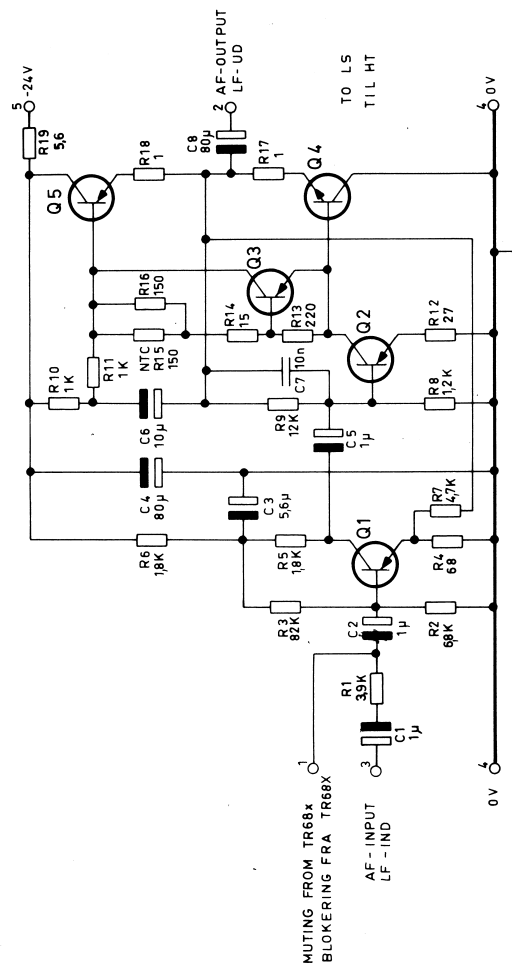 5 -24V
R19
5,6
AF-OUTPUT
LF-UD
2
C8
80µ
TO LS
TIL HT
4 0V
Q5
R18
1
R17
1
Q4
Q3
R16
150
NTC
R15
150
R14
15
R13
220
Q2
R12
27
R10
1K
R11
1K
C7
10n
C6
10µ
R9
12K
R8
1,2K
C4
80µ
C5
1µ
C3
5,6µ
R7
4,7K
R6
1,8K
R5
1,8K
Q1
R4
68
R3
82K
C2
1µ
R2
68K
R1
3,9K
C1
1µ
1
3
4
0V
MUTING FROM TR68x
BLOKERING FRA TR68X
AF-INPUT
LF-IND